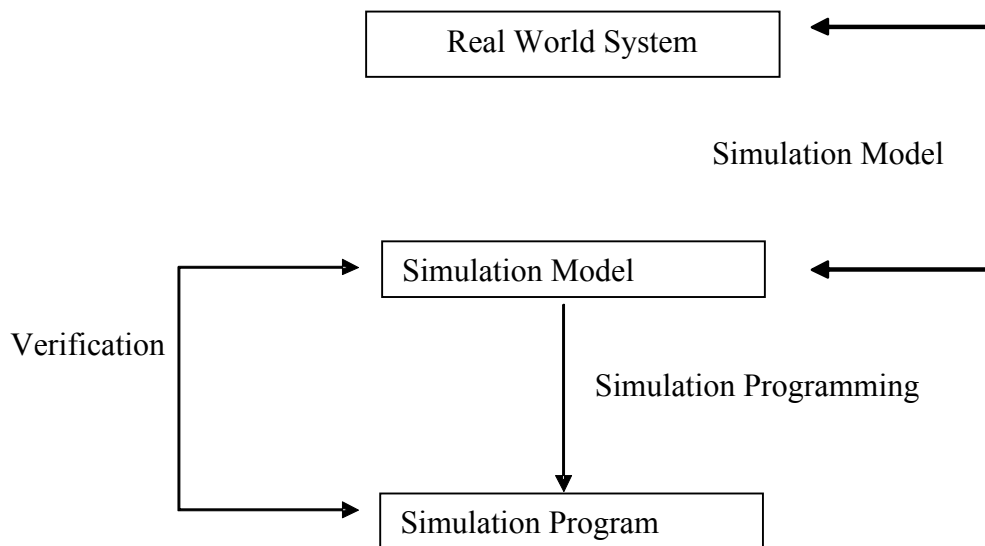 Real World System
Simulation Model
Simulation Model
Verification
Simulation Programming
Simulation Program